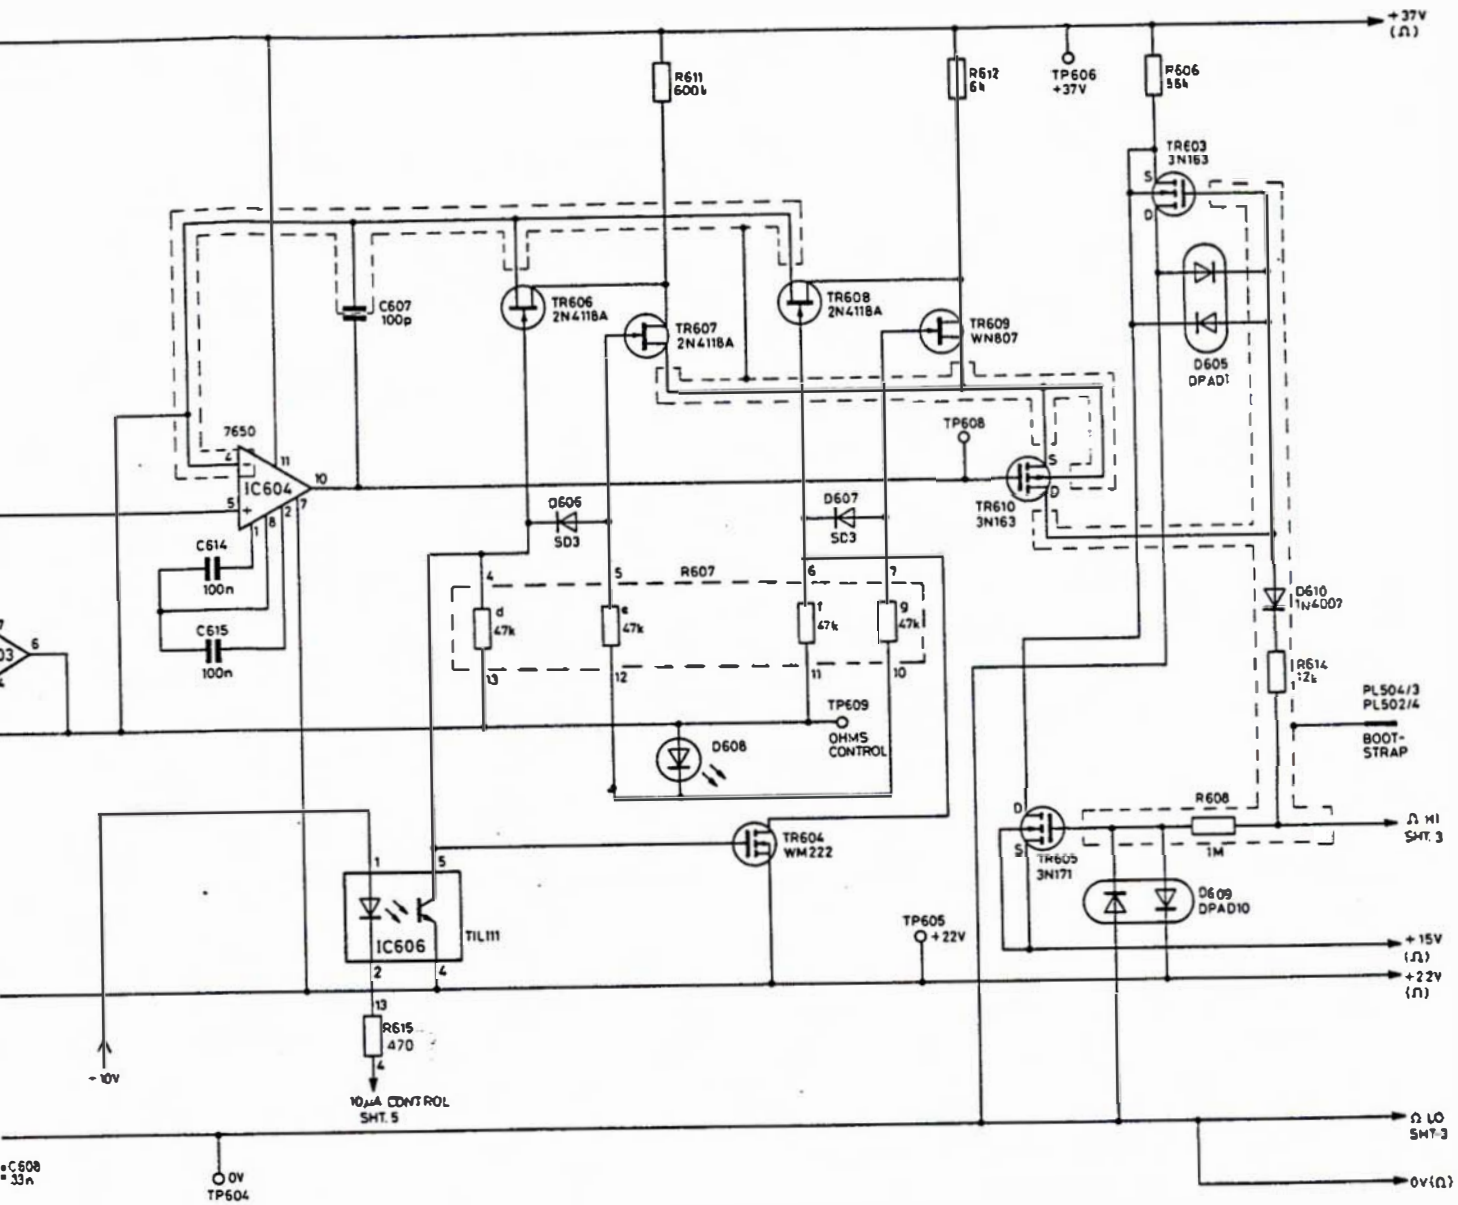 +37V
(Ω)
R611
600k
R612
6k
TP606
+37V
R606
56k
TR603
3N163
S
D
C607
100p
TR606
2N4118A
TR607
2N4118A
TR608
2N4118A
TR609
WN807
D605
DPAD1
7650
4
-
11
10
IC604
5
+
1
8
2
7
TP608
S
D
TR610
3N163
D606
SD3
D607
SD3
C614
100n
C615
100n
7
03
6
4
R607
4
5
6
7
d
47k
e
47k
f
47k
g
47k
13
12
11
10
D610
1N4007
R614
12k
PL504/3
PL502/4
BOOT-
STRAP
TP609
OHMS
CONTROL
D608
R608
1M
Ω HI
SHT. 3
D
S
TR605
3N171
TR604
WM222
1
5
IC606
TIL111
2
4
D609
DPAD10
TP605
+22V
+15V
(Ω)
+22V
(Ω)
13
R615
470
4
-10V
10µA CONTROL
SHT. 5
Ω LO
SHT-3
C608
33n
0V
TP604
0V(Ω)